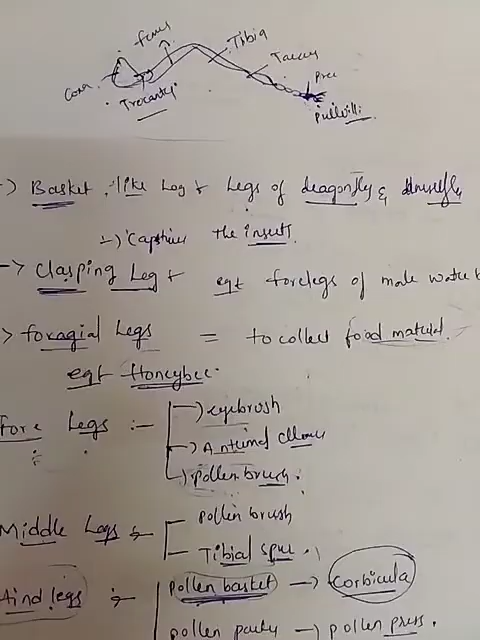 femur
Tibia
Tarsus
Pre
Coxa
Trocanter
pulvilli
-) Basket like Leg & Legs of dragonfly &
-) Captures the insects.
-) Clasping Leg & eg+ forelegs of male water
-) foragial Legs = to collect food material.
eg+ Honeybee.
Fore Legs :-
-) eyebrush
-) Antennal cleaner
-) pollen brush.
Middle Legs :-
pollen brush
Tibial spur.
Hind legs :-
pollen basket -> Corbicula
pollen packer -> pollen press.